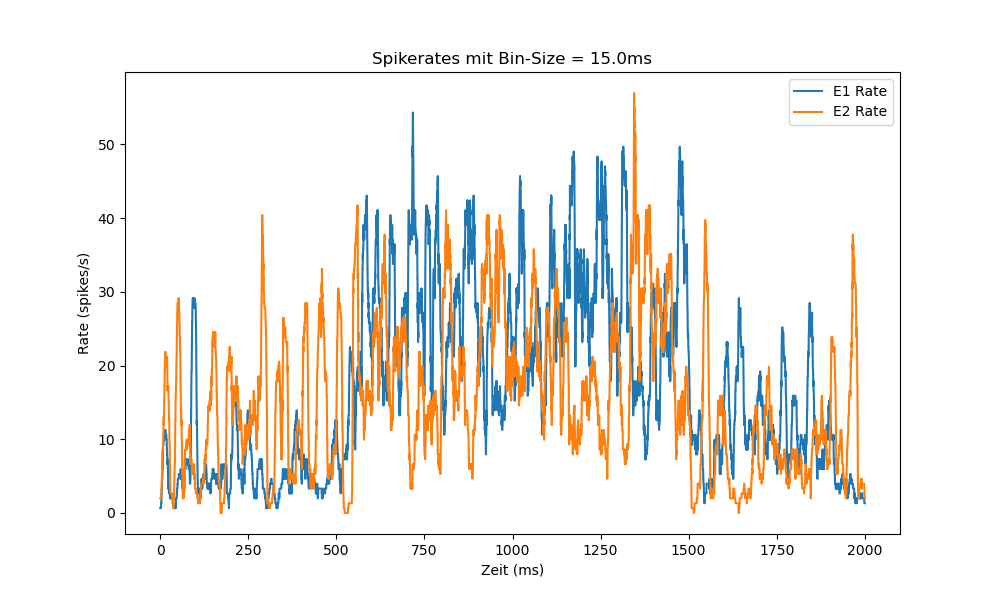 Spikerates mit Bin-Size = 15.0ms
E1 Rate
E2 Rate
Rate (spikes/s)
50
40
30
20
10
0
0 250 500 750 1000 1250 1500 1750 2000
Zeit (ms)